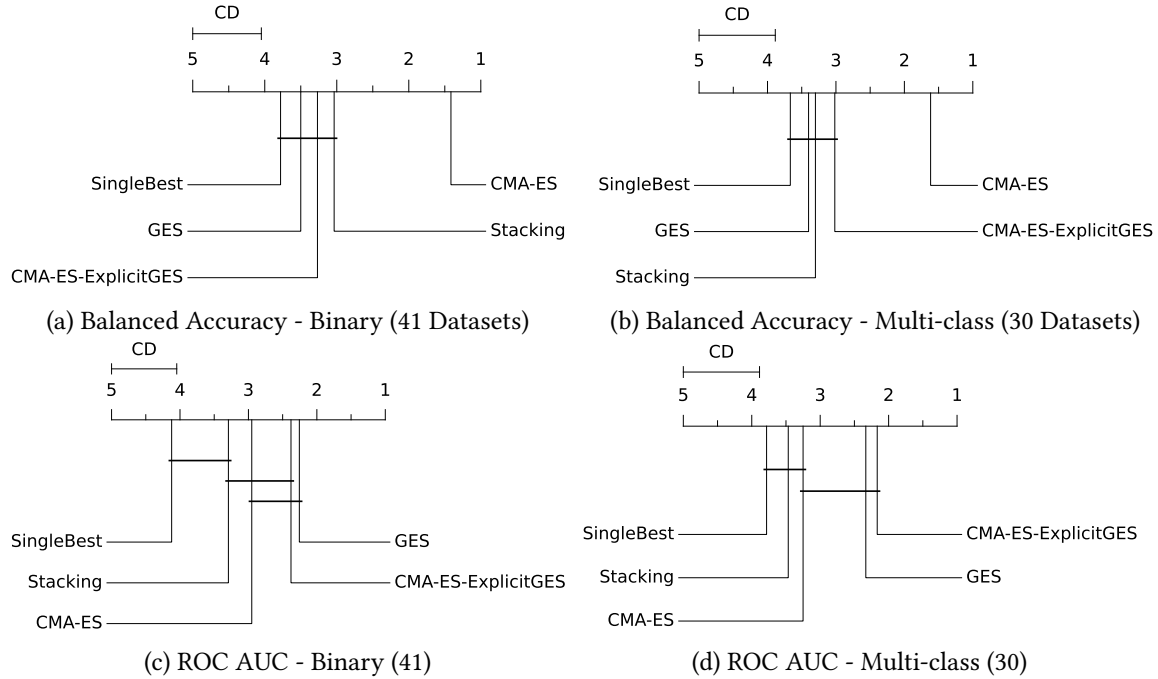 CD
5 4 3 2 1
SingleBest
CMA-ES
GES
Stacking
CMA-ES-ExplicitGES
(a) Balanced Accuracy - Binary (41 Datasets)
CD
5 4 3 2 1
SingleBest
CMA-ES
GES
CMA-ES-ExplicitGES
Stacking
(b) Balanced Accuracy - Multi-class (30 Datasets)
CD
5 4 3 2 1
SingleBest
GES
Stacking
CMA-ES-ExplicitGES
CMA-ES
(c) ROC AUC - Binary (41)
CD
5 4 3 2 1
SingleBest
CMA-ES-ExplicitGES
Stacking
GES
CMA-ES
(d) ROC AUC - Multi-class (30)